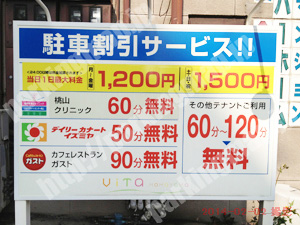 駐車割引サービス!!
当日1日最大料金
1,200円
1,500円
桃山
クリニック
60分無料
デイリーカナート
イズミヤ
50分無料
カフェレストラン
ガスト
90分無料
その他テナントご利用
60分~120分
無料
ガスト
ViTa